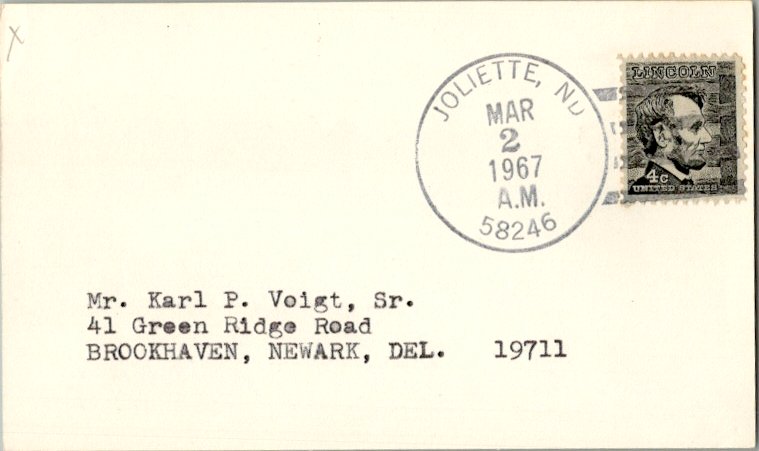 X
JOLIETTE, ND
MAR
2
1967
A.M.
58246
LINCOLN
4c
UNITED STATES
Mr. Karl P. Voigt, Sr.
41 Green Ridge Road
BROOKHAVEN, NEWARK, DEL. 19711